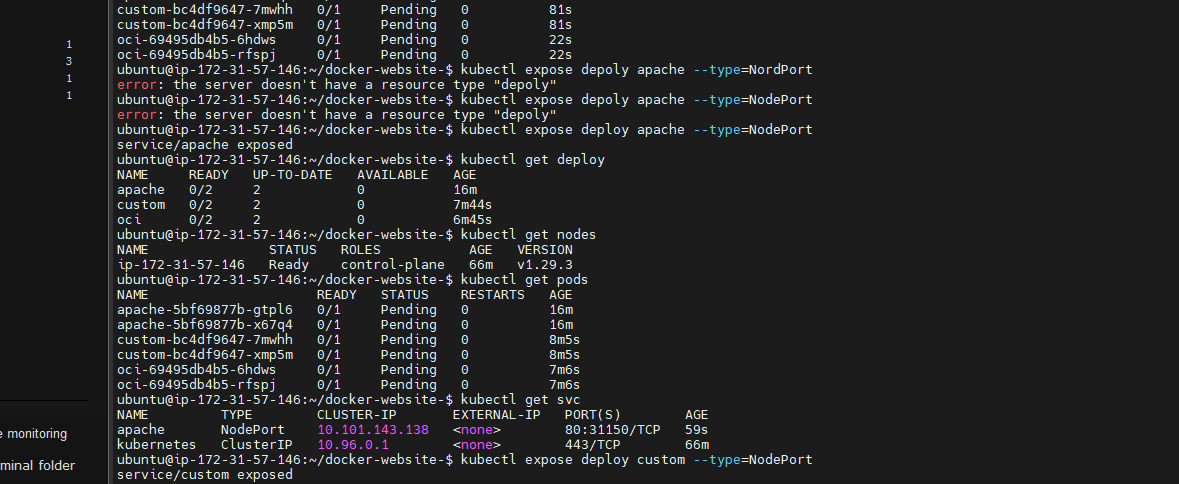 custom-bc4df9647-7mwhh   0/1     Pending   0          81s
custom-bc4df9647-xmp5m   0/1     Pending   0          81s
oci-69495db4b5-6hdws     0/1     Pending   0          22s
oci-69495db4b5-rfspj     0/1     Pending   0          22s
ubuntu@ip-172-31-57-146:~/docker-website-$ kubectl expose depoly apache --type=NordPort
error: the server doesn't have a resource type "depoly"
ubuntu@ip-172-31-57-146:~/docker-website-$ kubectl expose depoly apache --type=NodePort
error: the server doesn't have a resource type "depoly"
ubuntu@ip-172-31-57-146:~/docker-website-$ kubectl expose deploy apache --type=NodePort
service/apache exposed
ubuntu@ip-172-31-57-146:~/docker-website-$ kubectl get deploy
NAME     READY   UP-TO-DATE   AVAILABLE   AGE
apache   0/2     2            0           16m
custom   0/2     2            0           7m44s
oci      0/2     2            0           6m45s
ubuntu@ip-172-31-57-146:~/docker-website-$ kubectl get nodes
NAME               STATUS   ROLES           AGE   VERSION
ip-172-31-57-146   Ready    control-plane   66m   v1.29.3
ubuntu@ip-172-31-57-146:~/docker-website-$ kubectl get pods
NAME                     READY   STATUS    RESTARTS   AGE
apache-5bf69877b-gtpl6   0/1     Pending   0          16m
apache-5bf69877b-x67q4   0/1     Pending   0          16m
custom-bc4df9647-7mwhh   0/1     Pending   0          8m5s
custom-bc4df9647-xmp5m   0/1     Pending   0          8m5s
oci-69495db4b5-6hdws     0/1     Pending   0          7m6s
oci-69495db4b5-rfspj     0/1     Pending   0          7m6s
ubuntu@ip-172-31-57-146:~/docker-website-$ kubectl get svc
NAME         TYPE        CLUSTER-IP       EXTERNAL-IP   PORT(S)        AGE
apache       NodePort    10.101.143.138   <none>        80:31150/TCP   59s
kubernetes   ClusterIP   10.96.0.1        <none>        443/TCP        66m
ubuntu@ip-172-31-57-146:~/docker-website-$ kubectl expose deploy custom --type=NodePort
service/custom exposed
1
3
1
1
e monitoring
minal folder